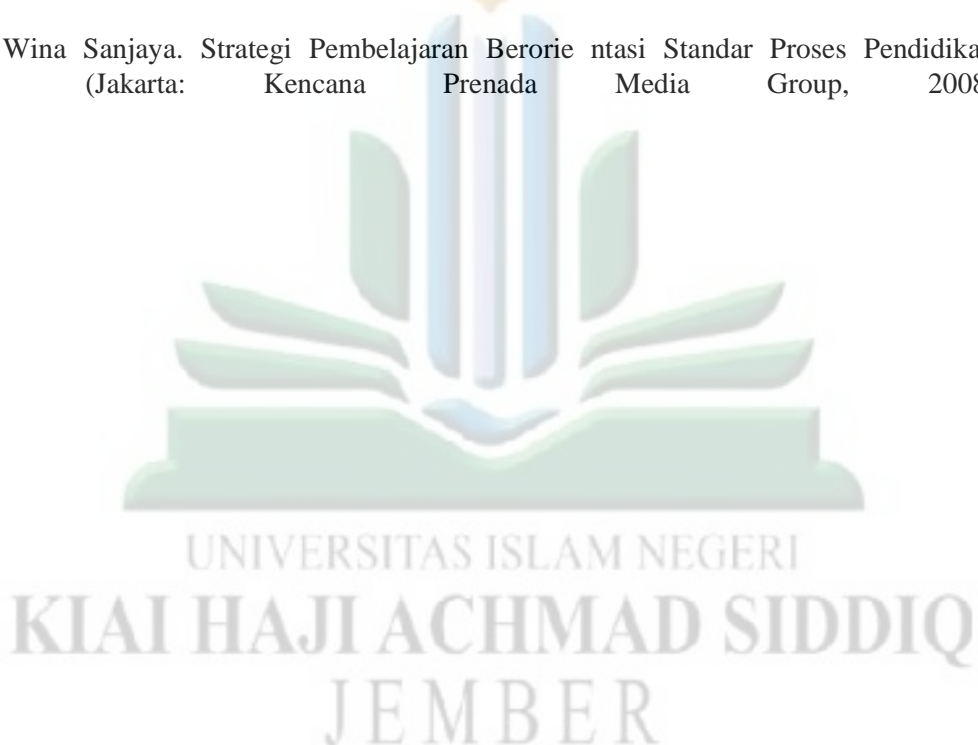 Wina Sanjaya. Strategi Pembelajaran Berorie ntasi Standar Proses Pendidika
(Jakarta: Kencana Prenada Media Group, 2008
UNIVERSITAS ISLAM NEGERI
KIAI HAJI ACHMAD SIDDIQ
JEMBER